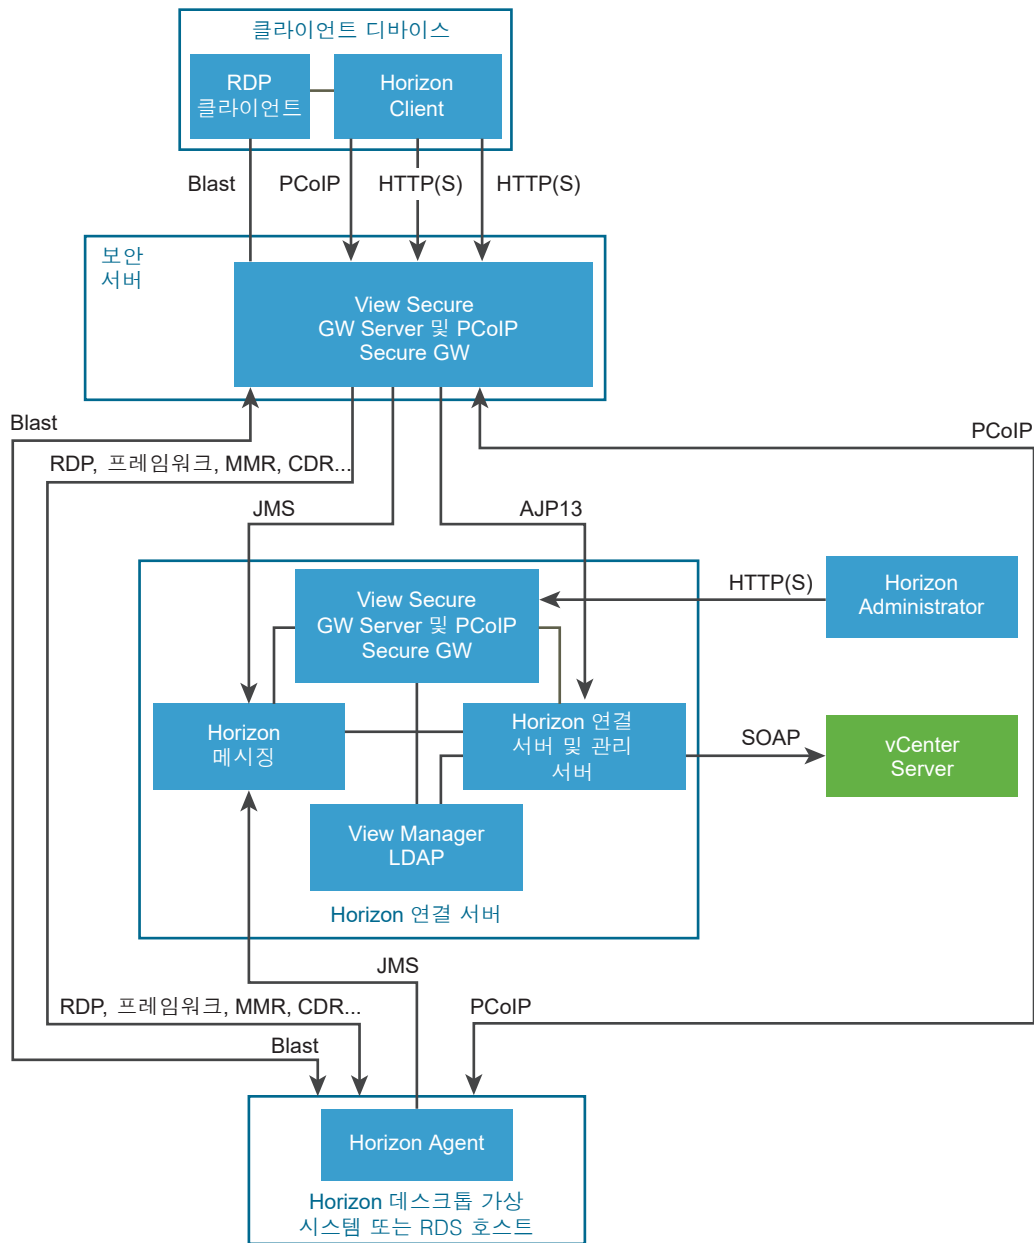 클라이언트 디바이스
RDP
클라이언트
Horizon
Client
Blast
PCoIP
HTTP(S)
HTTP(S)
보안
서버
View Secure
GW Server 및 PCoIP
Secure GW
Blast
PCoIP
RDP, 프레임워크, MMR, CDR...
JMS
AJP13
View Secure
GW Server 및 PCoIP
Secure GW
HTTP(S)
Horizon
Administrator
Horizon
메시징
Horizon 연결
서버 및 관리
서버
SOAP
vCenter
Server
View Manager
LDAP
Horizon 연결 서버
JMS
RDP, 프레임워크, MMR, CDR...
PCoIP
Blast
Horizon Agent
Horizon 데스크톱 가상
시스템 또는 RDS 호스트